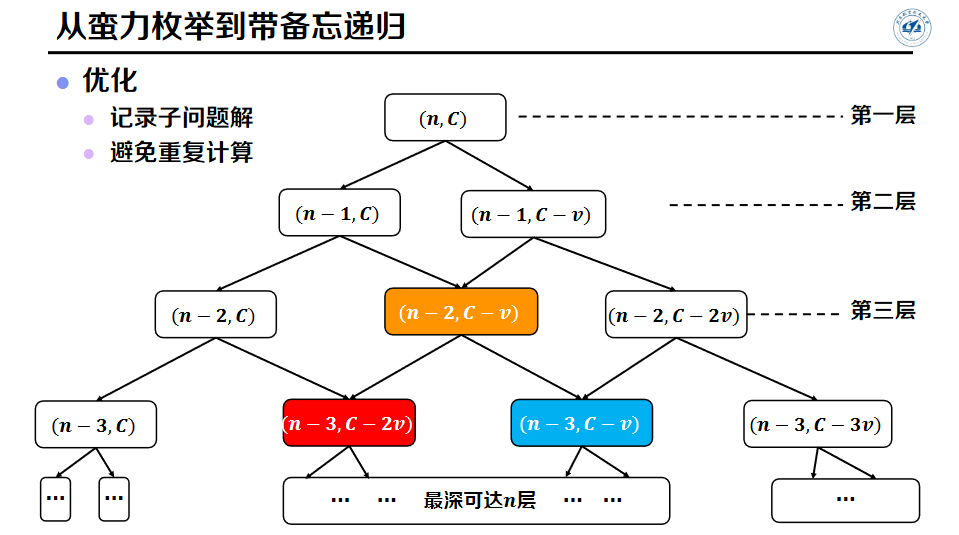 从蛮力枚举到带备忘递归
优化
记录子问题解
避免重复计算
(n, C)
第一层
(n − 1, C)
(n − 1, C − v)
第二层
(n − 2, C)
(n − 2, C − v)
(n − 2, C − 2v)
第三层
(n − 3, C)
(n − 3, C − 2v)
(n − 3, C − v)
(n − 3, C − 3v)
… … … … 最深可达n层 … … …